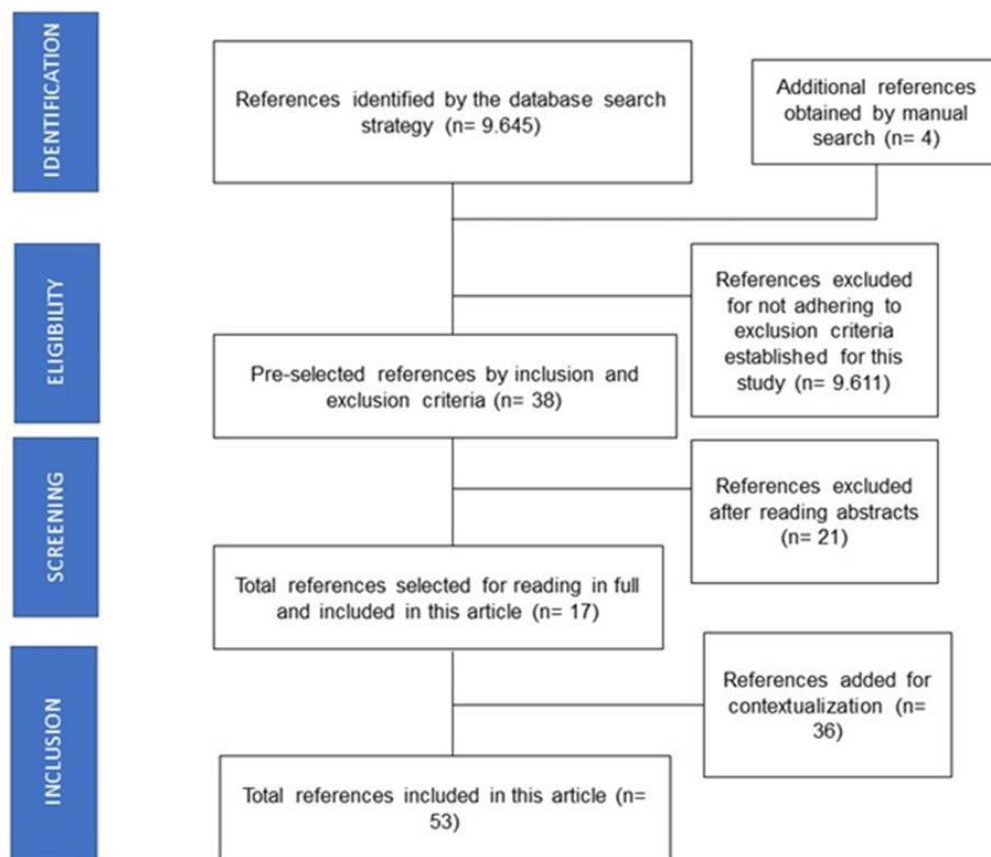 IDENTIFICATION
References identified by the database search
strategy (n= 9.645)
Additional references
obtained by manual
search (n= 4)
ELIGIBILITY
References excluded
for not adhering to
exclusion criteria
established for this
study (n= 9.611)
Pre-selected references by inclusion and
exclusion criteria (n= 38)
SCREENING
References excluded
after reading abstracts
(n= 21)
Total references selected for reading in full
and included in this article (n= 17)
INCLUSION
References added for
contextualization (n=
36)
Total references included in this article (n=
53)